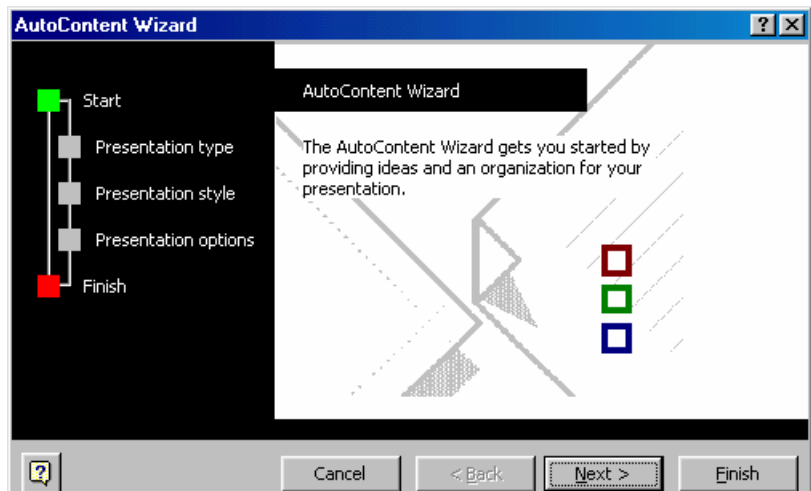 AutoContent Wizard
Start
Presentation type
Presentation style
Presentation options
Finish
AutoContent Wizard
The AutoContent Wizard gets you started by
providing ideas and an organization for your
presentation.
Cancel
< Back
Next >
Finish